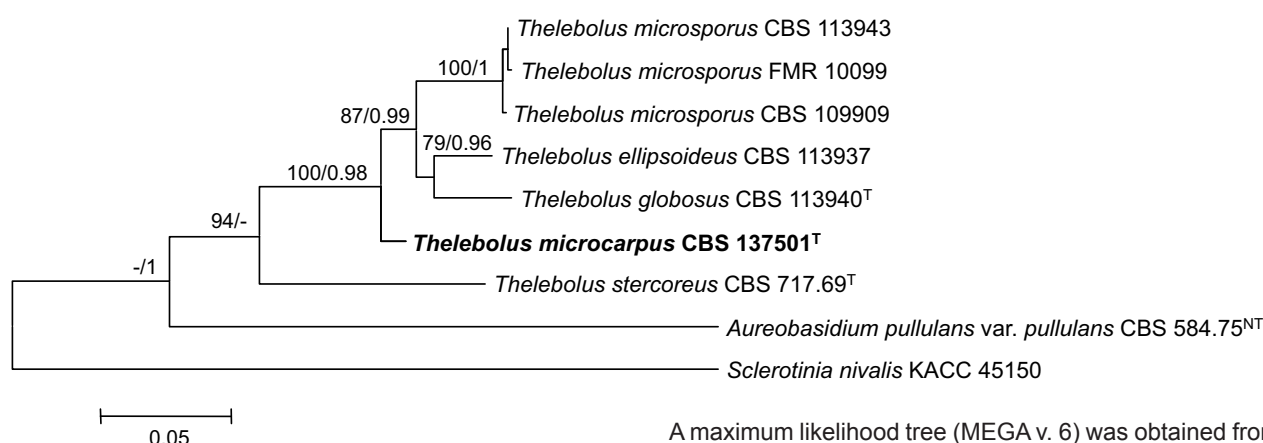 Thelebolus microsporus CBS 113943
100/1
Thelebolus microsporus FMR 10099
Thelebolus microsporus CBS 109909
87/0.99
79/0.96
Thelebolus ellipsoideus CBS 113937
100/0.98
Thelebolus globosus CBS 113940ᵀ
94/-
Thelebolus microcarpus CBS 137501ᵀ
-/1
Thelebolus stercoreus CBS 717.69ᵀ
Aureobasidium pullulans var. pullulans CBS 584.75ᴺᵀ
Sclerotinia nivalis KACC 45150
0.05
A maximum likelihood tree (MEGA v. 6) was obtained from